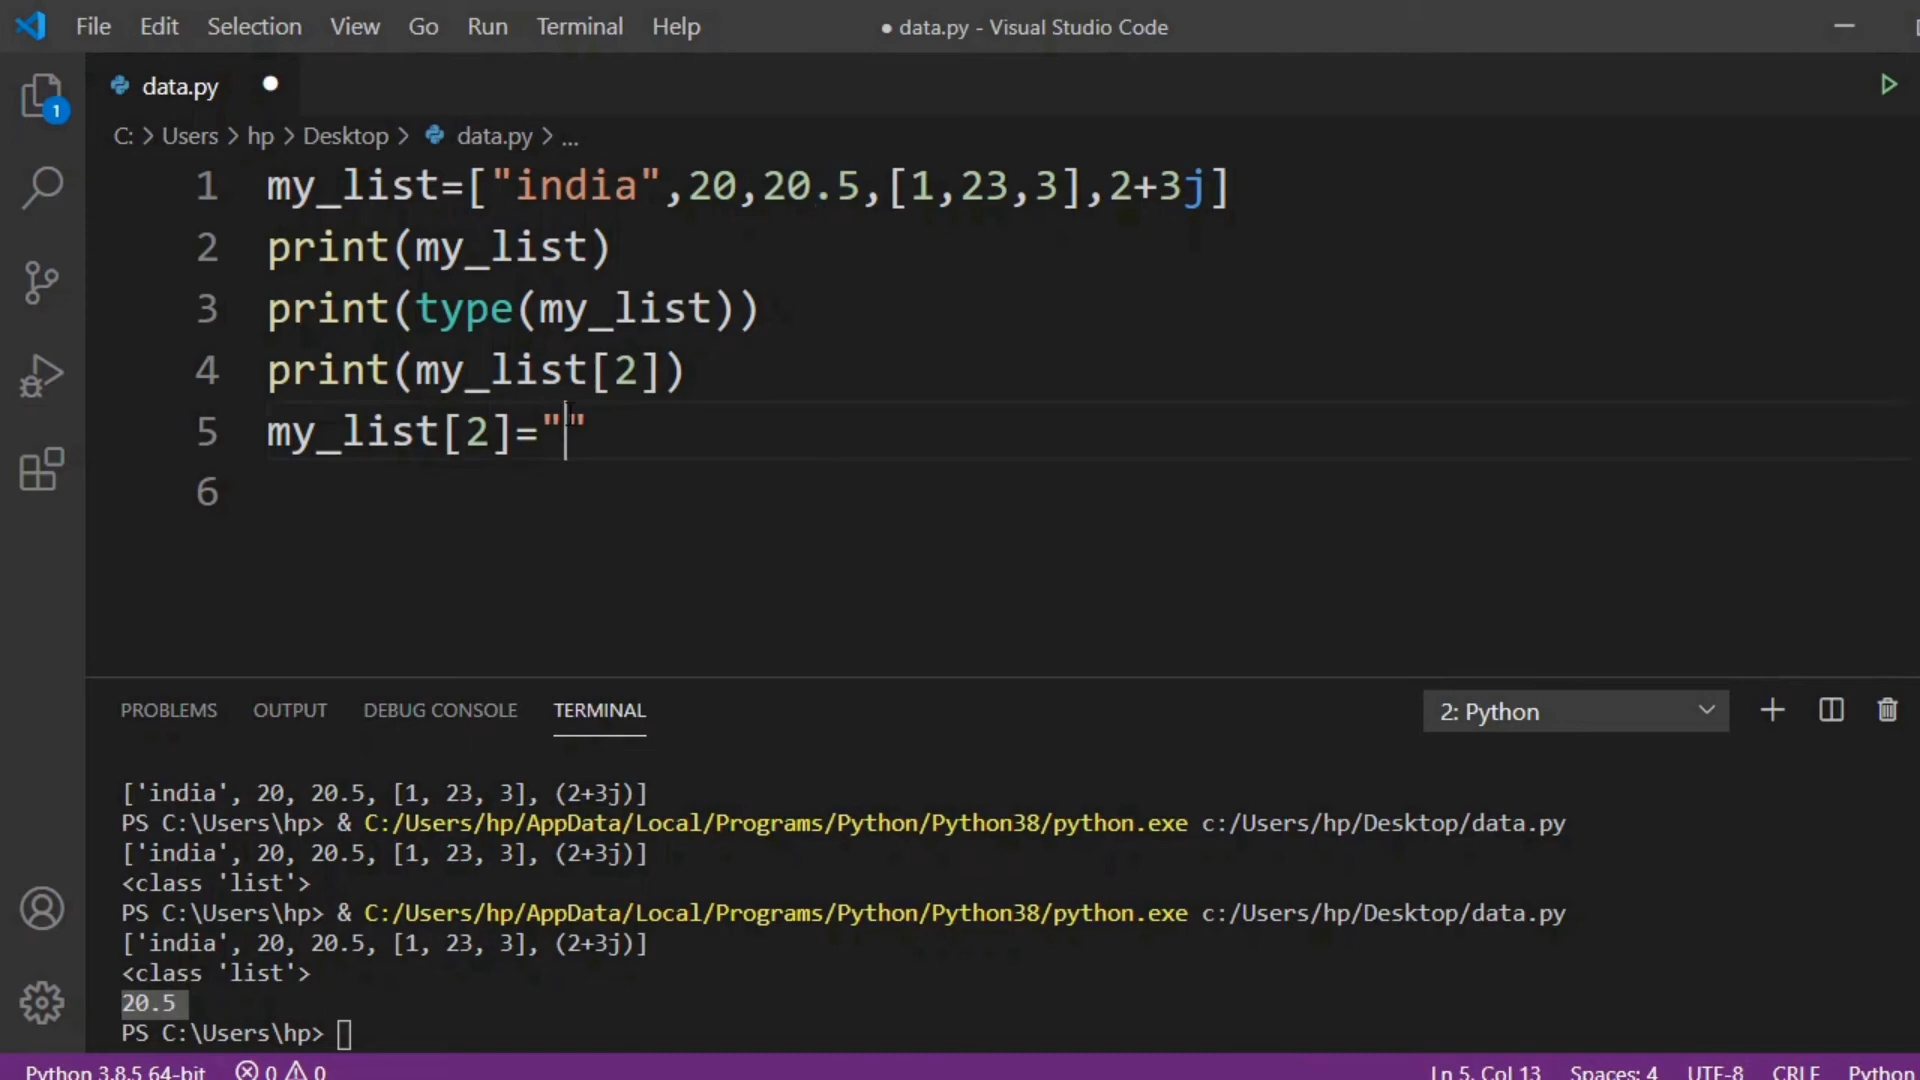 File Edit Selection View Go Run Terminal Help ● data.py - Visual Studio Code
data.py
1
C: > Users > hp > Desktop > data.py > ...
1 my_list=["india",20,20.5,[1,23,3],2+3j]
2 print(my_list)
3 print(type(my_list))
4 print(my_list[2])
5 my_list[2]=""
6
PROBLEMS OUTPUT DEBUG CONSOLE TERMINAL 2: Python
['india', 20, 20.5, [1, 23, 3], (2+3j)]
PS C:\Users\hp> & C:/Users/hp/AppData/Local/Programs/Python/Python38/python.exe c:/Users/hp/Desktop/data.py
['india', 20, 20.5, [1, 23, 3], (2+3j)]
<class 'list'>
PS C:\Users\hp> & C:/Users/hp/AppData/Local/Programs/Python/Python38/python.exe c:/Users/hp/Desktop/data.py
['india', 20, 20.5, [1, 23, 3], (2+3j)]
<class 'list'>
20.5
PS C:\Users\hp>
Python 3.8.5 64-bit 0 0 Ln 5, Col 13 Spaces: 4 UTF-8 CRLF Python